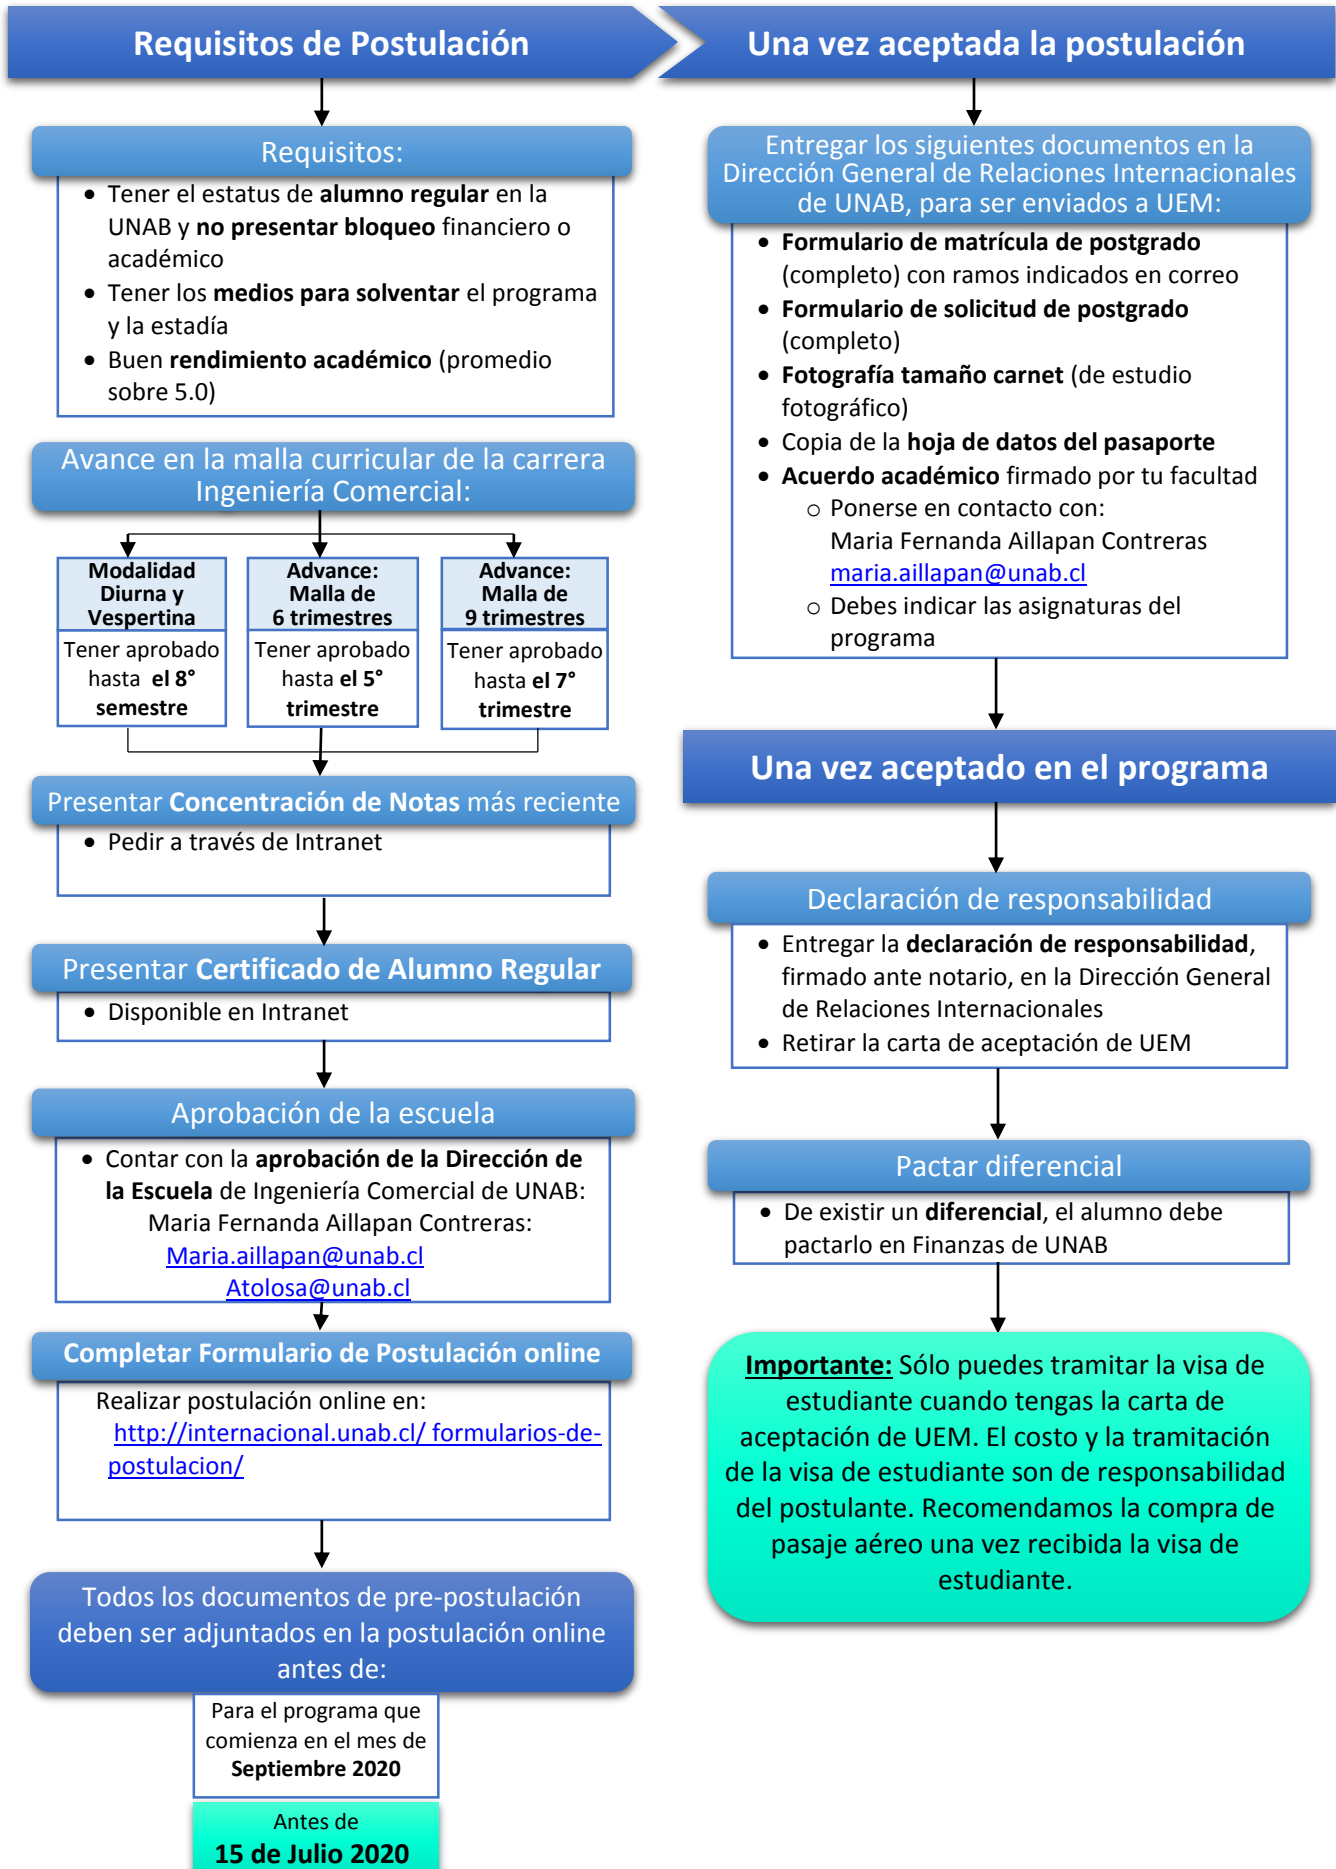 Requisitos de Postulación
Requisitos:
• Tener el estatus de alumno regular en la
UNAB y no presentar bloqueo financiero o
académico
• Tener los medios para solventar el programa
y la estadía
• Buen rendimiento académico (promedio
sobre 5.0)
Avance en la malla curricular de la carrera
Ingeniería Comercial:
Modalidad
Diurna y
Vespertina
Tener aprobado
hasta el 8°
semestre
Advance:
Malla de
6 trimestres
Tener aprobado
hasta el 5°
trimestre
Advance:
Malla de
9 trimestres
Tener aprobado
hasta el 7°
trimestre
Presentar Concentración de Notas más reciente
• Pedir a través de Intranet
Presentar Certificado de Alumno Regular
• Disponible en Intranet
Aprobación de la escuela
• Contar con la aprobación de la Dirección de
la Escuela de Ingeniería Comercial de UNAB:
Maria Fernanda Aillapan Contreras:
Maria.aillapan@unab.cl
Atolosa@unab.cl
Completar Formulario de Postulación online
Realizar postulación online en:
http://internacional.unab.cl/ formularios-de-
postulacion/
Todos los documentos de pre-postulación
deben ser adjuntados en la postulación online
antes de:
Para el programa que
comienza en el mes de
Septiembre 2020
Antes de
15 de Julio 2020
Una vez aceptada la postulación
Entregar los siguientes documentos en la
Dirección General de Relaciones Internacionales
de UNAB, para ser enviados a UEM:
• Formulario de matrícula de postgrado
(completo) con ramos indicados en correo
• Formulario de solicitud de postgrado
(completo)
• Fotografía tamaño carnet (de estudio
fotográfico)
• Copia de la hoja de datos del pasaporte
• Acuerdo académico firmado por tu facultad
o Ponerse en contacto con:
Maria Fernanda Aillapan Contreras
maria.aillapan@unab.cl
o Debes indicar las asignaturas del
programa
Una vez aceptado en el programa
Declaración de responsabilidad
• Entregar la declaración de responsabilidad,
firmado ante notario, en la Dirección General
de Relaciones Internacionales
• Retirar la carta de aceptación de UEM
Pactar diferencial
• De existir un diferencial, el alumno debe
pactarlo en Finanzas de UNAB
Importante: Sólo puedes tramitar la visa de
estudiante cuando tengas la carta de
aceptación de UEM. El costo y la tramitación
de la visa de estudiante son de responsabilidad
del postulante. Recomendamos la compra de
pasaje aéreo una vez recibida la visa de
estudiante.